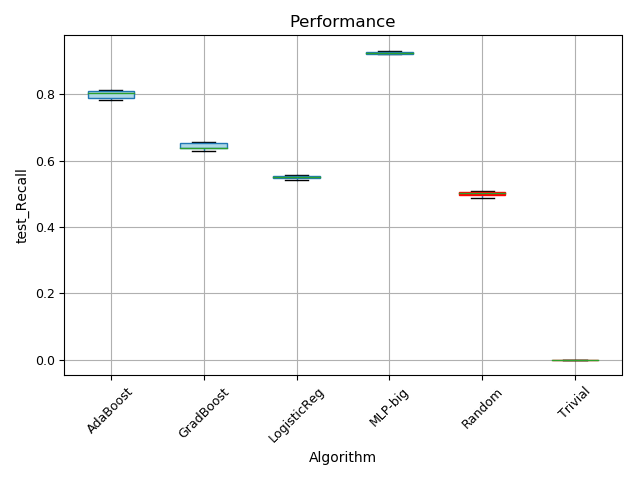 Performance
test_Recall
0.8
0.6
0.4
0.2
0.0
AdaBoost
GradBoost
LogisticReg
MLP-big
Random
Trivial
Algorithm